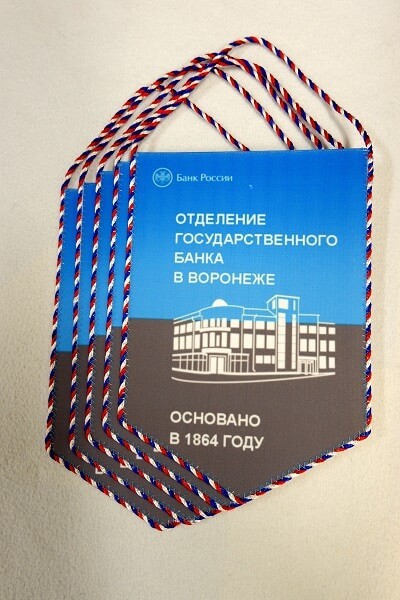 Банк России
ОТДЕЛЕНИЕ
ГОСУДАРСТВЕННОГО
БАНКА
В ВОРОНЕЖЕ
ОСНОВАНО
В 1864 ГОДУ